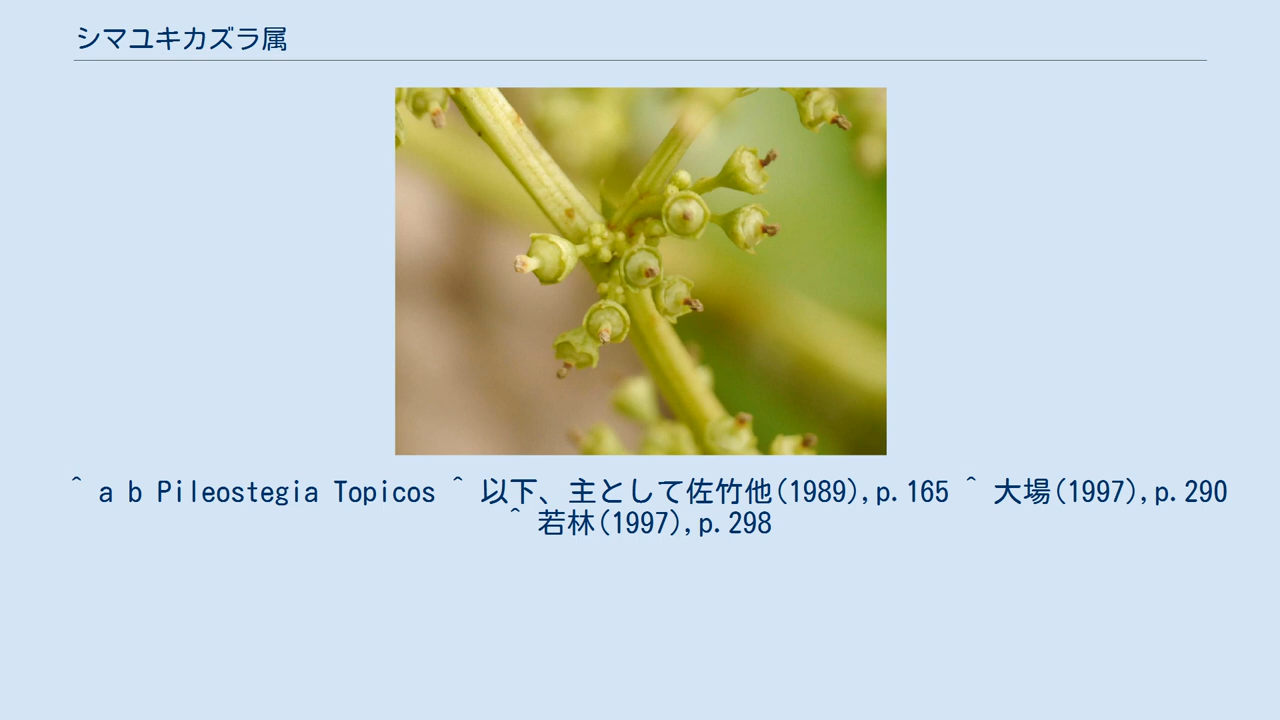 シマユキカズラ属
^ a b Pileostegia Topicos ^ 以下、主として佐竹他(1989),p.165 ^ 大場(1997),p.290
^ 若林(1997),p.298